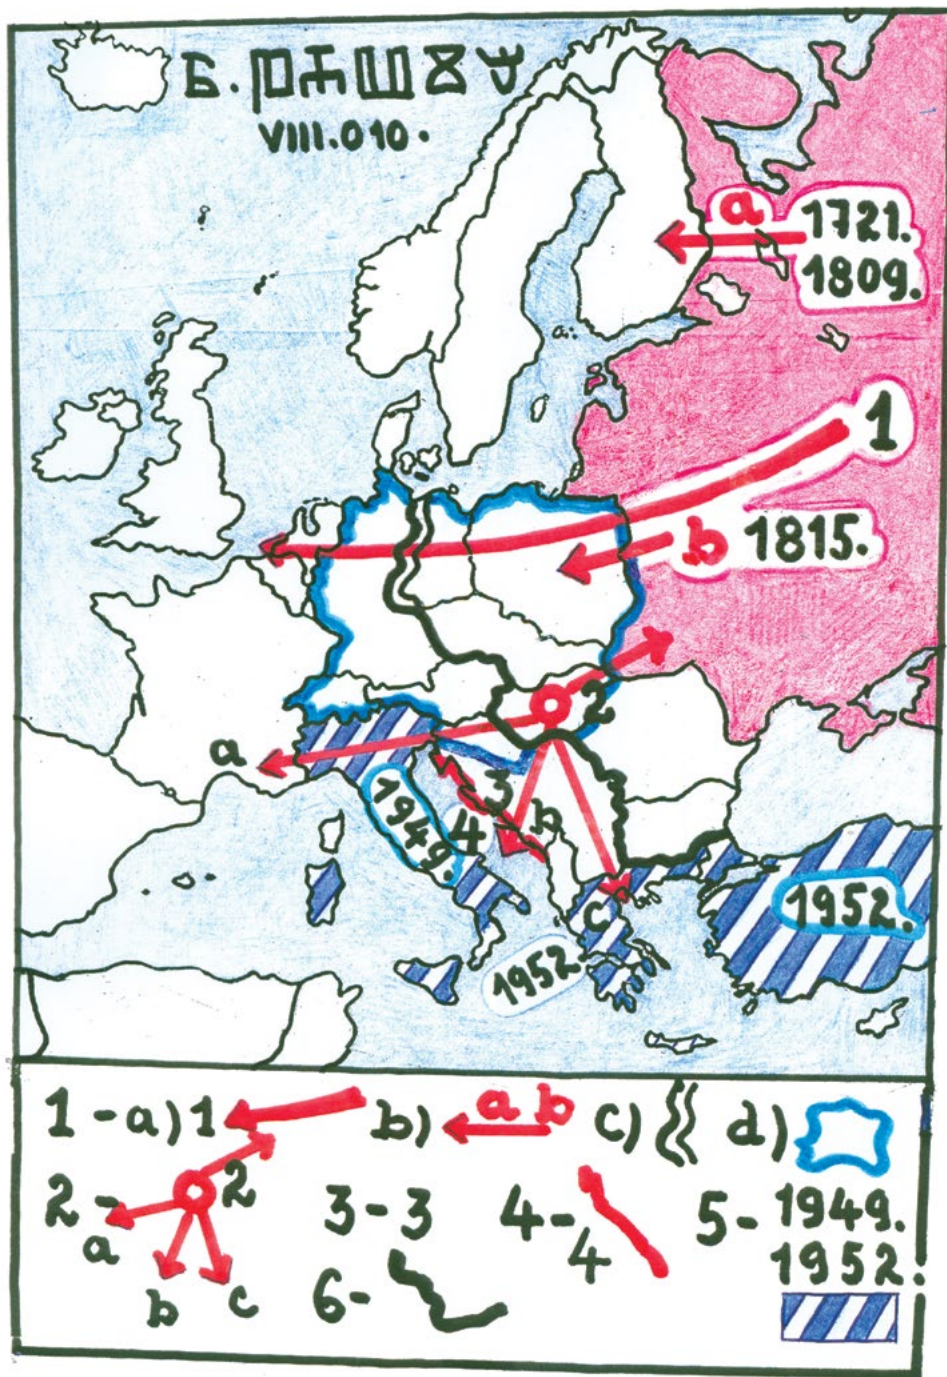 VIII.010.
a 1721.
1809.
1
b 1815.
2
a
3
1949.
4 b
c
1952.
1952
1-a) 1 b) a b c) d)
2- 2 3-3 4- 4 5- 1949.
a 1952.
b c 6-